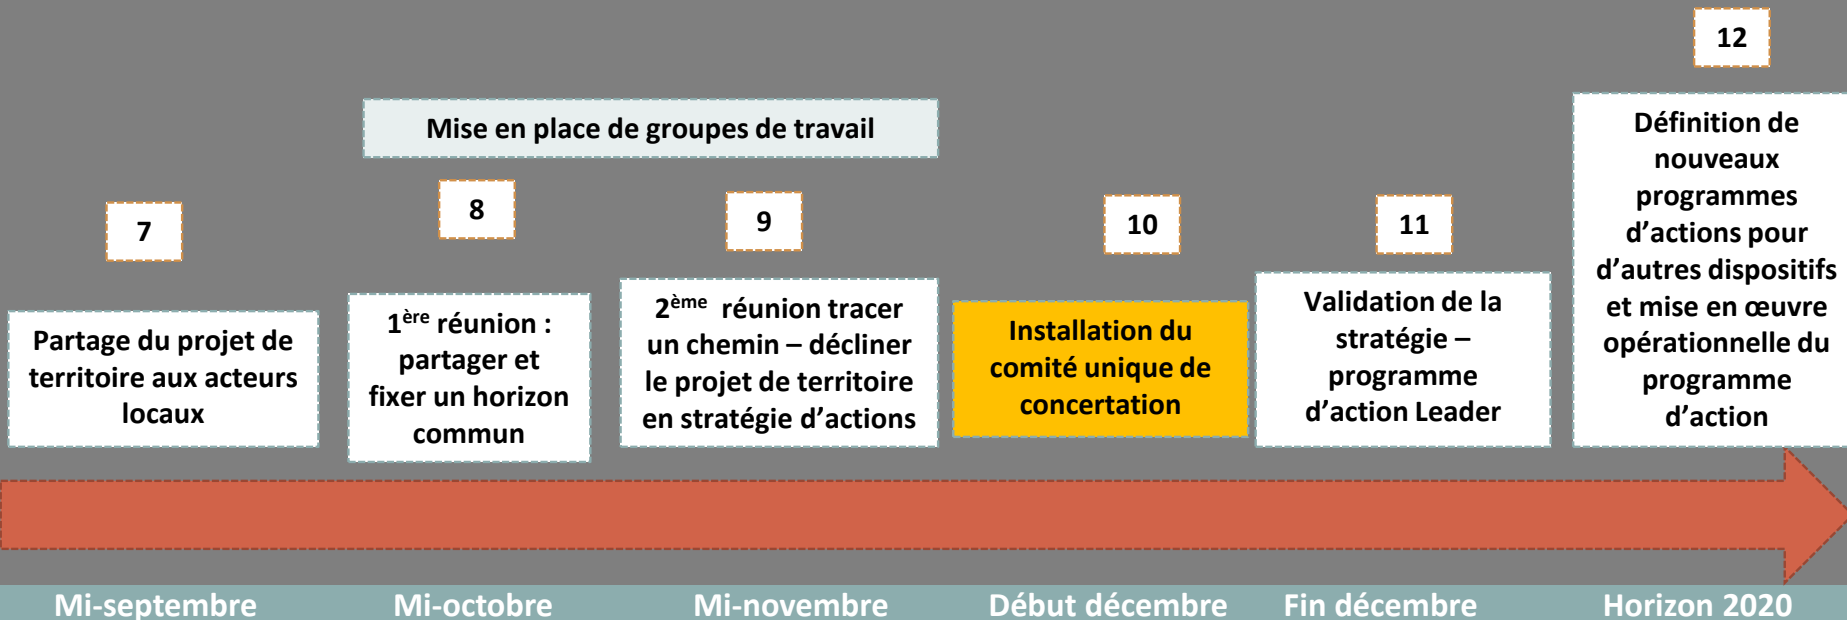 7
Partage du projet de
territoire aux acteurs
locaux
Mise en place de groupes de travail
8
1ère réunion :
partager et
fixer un horizon
commun
9
2ème réunion tracer
un chemin – décliner
le projet de territoire
en stratégie d’actions
10
Installation du
comité unique de
concertation
11
Validation de la
stratégie –
programme
d’action Leader
12
Définition de
nouveaux
programmes
d’actions pour
d’autres dispositifs
et mise en œuvre
opérationnelle du
programme
d’action
Mi-septembre
Mi-octobre
Mi-novembre
Début décembre
Fin décembre
Horizon 2020